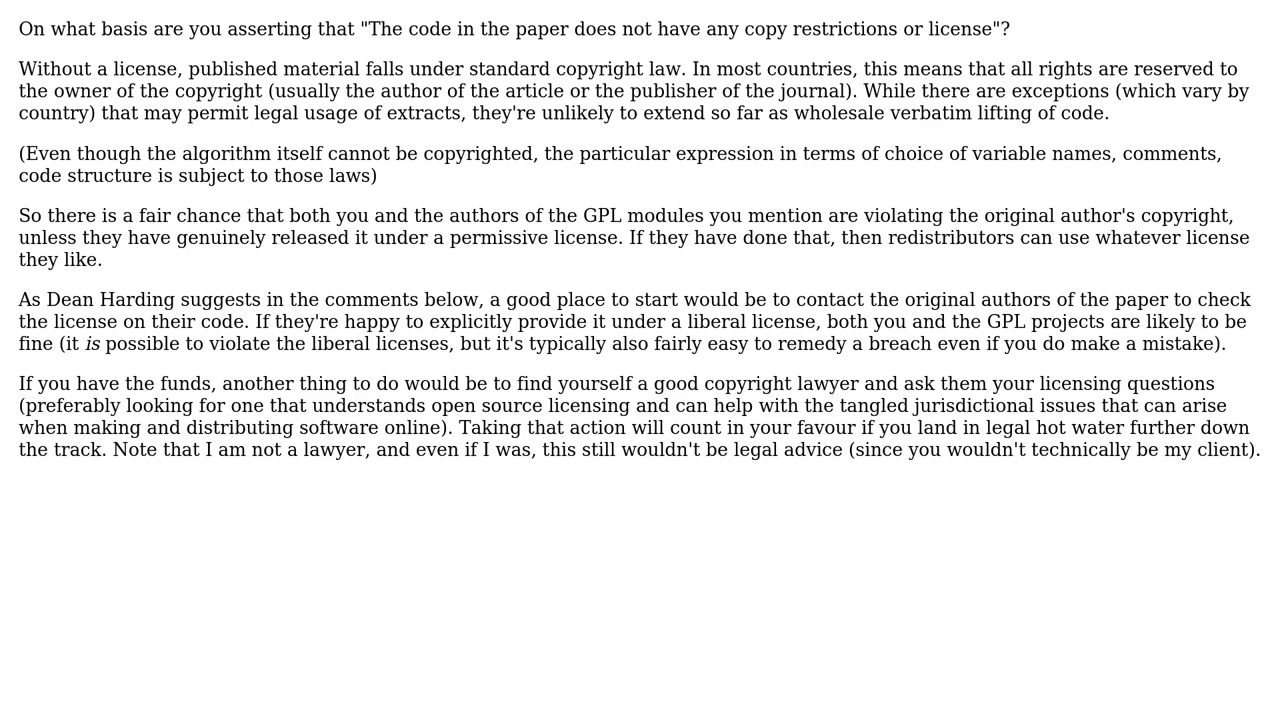 On what basis are you asserting that "The code in the paper does not have any copy restrictions or license"?
Without a license, published material falls under standard copyright law. In most countries, this means that all rights are reserved to
the owner of the copyright (usually the author of the article or the publisher of the journal). While there are exceptions (which vary by
country) that may permit legal usage of extracts, they're unlikely to extend so far as wholesale verbatim lifting of code.
(Even though the algorithm itself cannot be copyrighted, the particular expression in terms of choice of variable names, comments,
code structure is subject to those laws)
So there is a fair chance that both you and the authors of the GPL modules you mention are violating the original author's copyright,
unless they have genuinely released it under a permissive license. If they have done that, then redistributors can use whatever license
they like.
As Dean Harding suggests in the comments below, a good place to start would be to contact the original authors of the paper to check
the license on their code. If they're happy to explicitly provide it under a liberal license, both you and the GPL projects are likely to be
fine (it is possible to violate the liberal licenses, but it's typically also fairly easy to remedy a breach even if you do make a mistake).
If you have the funds, another thing to do would be to find yourself a good copyright lawyer and ask them your licensing questions
(preferably looking for one that understands open source licensing and can help with the tangled jurisdictional issues that can arise
when making and distributing software online). Taking that action will count in your favour if you land in legal hot water further down
the track. Note that I am not a lawyer, and even if I was, this still wouldn't be legal advice (since you wouldn't technically be my client).